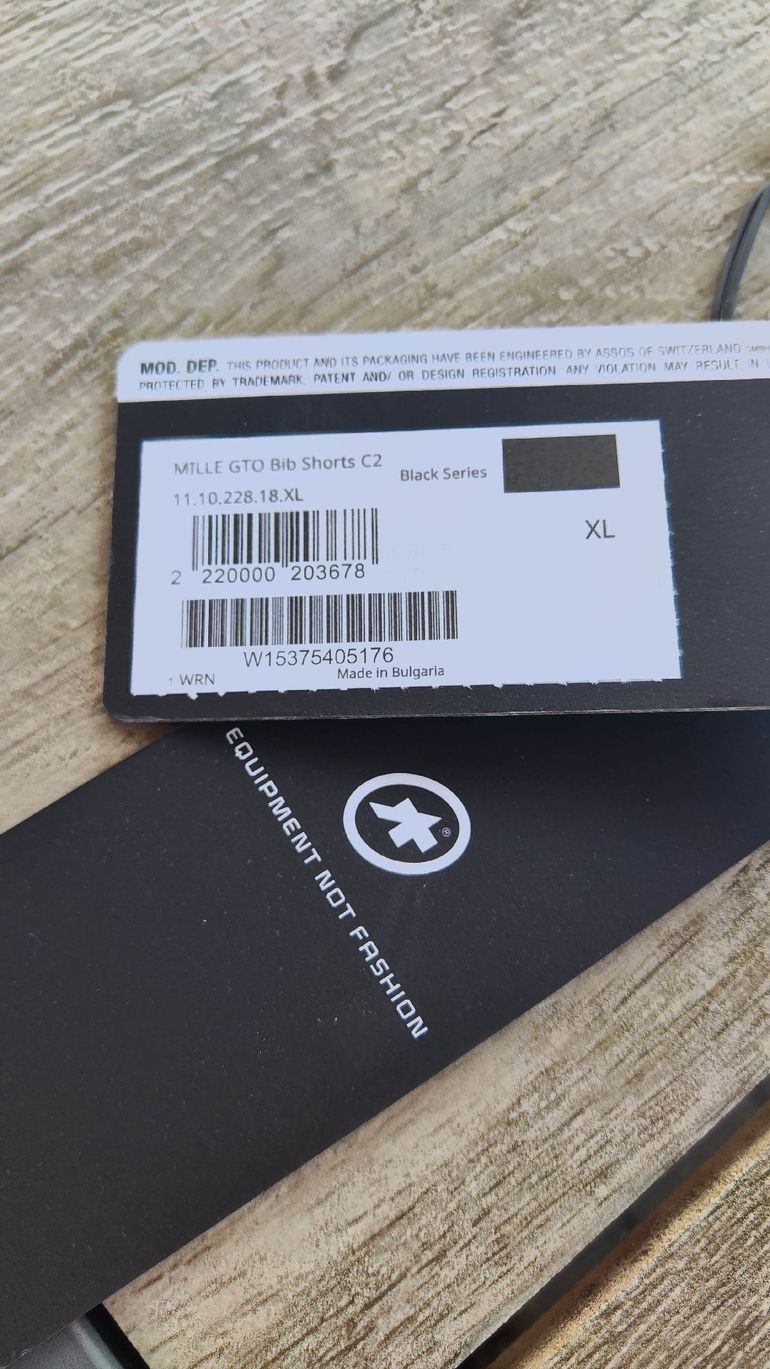 MOD. DEP. THIS PRODUCT AND ITS PACKAGING HAVE BEEN ENGINEERED BY ASSOS OF SWITZERLAND GMBH
PROTECTED BY TRADEMARK, PATENT AND/ OR DESIGN REGISTRATION. ANY VIOLATION MAY RESULT IN
MILLE GTO Bib Shorts C2
Black Series
11.10.228.18.XL
XL
2 220000 203678
W15375405176
↑ WRN
Made in Bulgaria
EQUIPMENT NOT FASHION
®